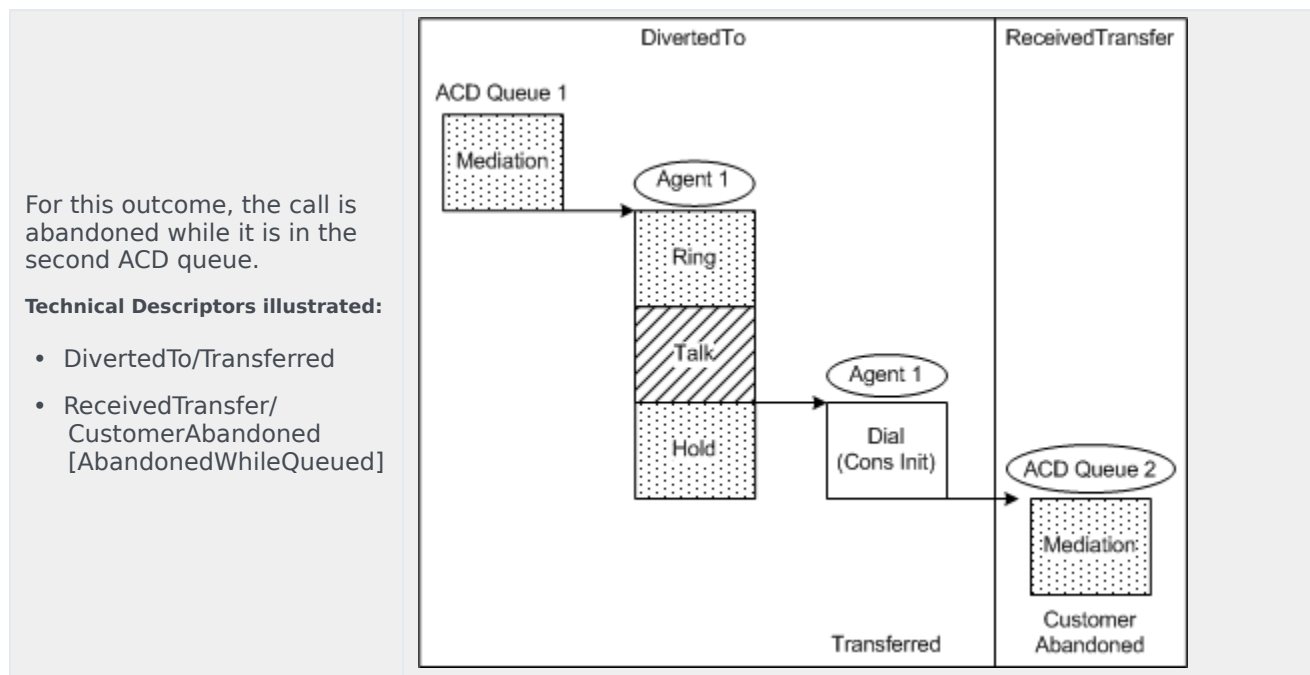 For this outcome, the call is
abandoned while it is in the
second ACD queue.
Technical Descriptors illustrated:
• DivertedTo/Transferred
• ReceivedTransfer/
CustomerAbandoned
[AbandonedWhileQueued]
DivertedTo
ReceivedTransfer
ACD Queue 1
Mediation
Agent 1
Ring
Talk
Hold
Agent 1
Dial
(Cons Init)
ACD Queue 2
Mediation
Customer
Abandoned
Transferred